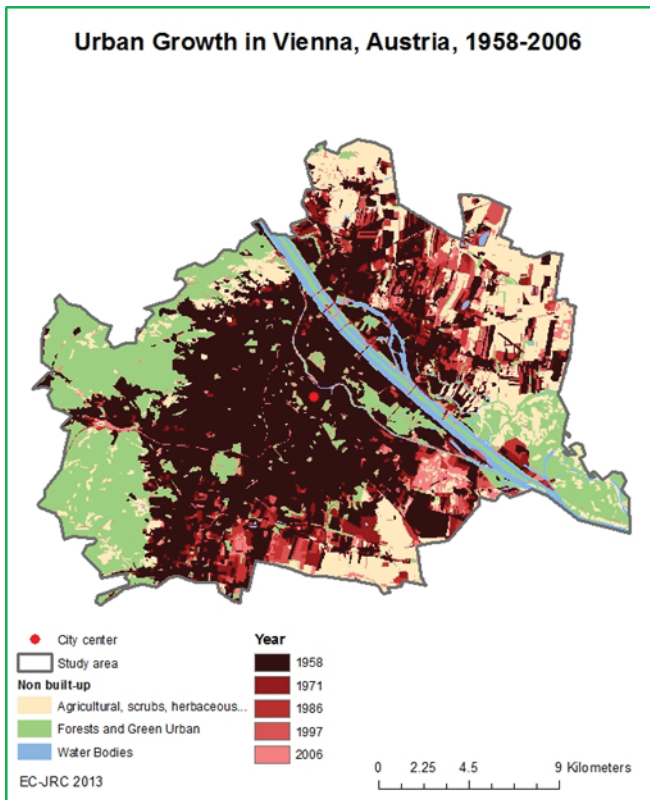 Urban Growth in Vienna, Austria, 1958-2006
City center
Study area
Non built-up
Agricultural, scrubs, herbaceous...
Forests and Green Urban
Water Bodies
EC-JRC 2013
Year
1958
1971
1986
1997
2006
0 2.25 4.5 9 Kilometers